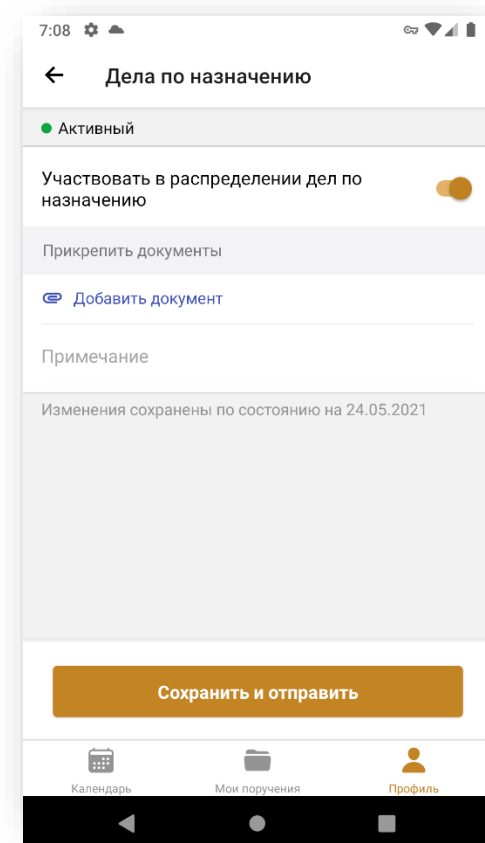 7:08
Дела по назначению
Активный
Участвовать в распределении дел по
назначению
Прикрепить документы
Добавить документ
Примечание
Изменения сохранены по состоянию на 24.05.2021
Сохранить и отправить
Календарь
Мои поручения
Профиль